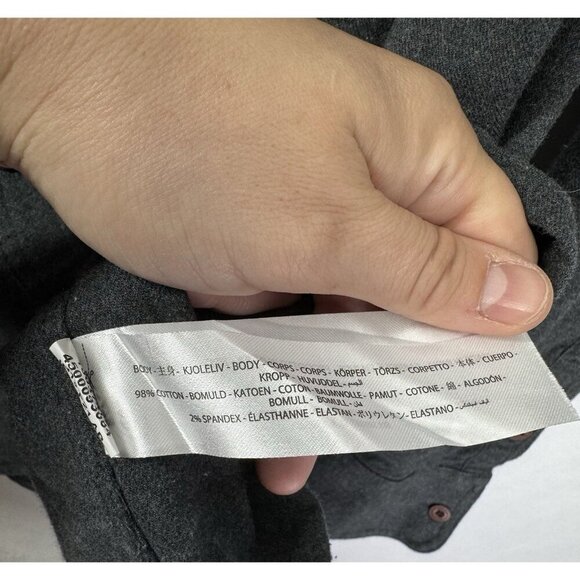 BODY - 主身 - KJOLELIV - BODY - CORPS - CORPS - KÖRPER - TÖRZS - CORPETTO - 本体 - CUERPO -
KROPP - HUVUDDEL - الجسم
98% COTTON - BOMULD - KATOEN - COTON - BAUMWOLLE - PAMUT - COTONE - 綿 - ALGODÓN -
BOMULL - BOMULL - قطن
2% SPANDEX - ÉLASTHANNE - ELASTAN - ポリウレタン - ELASTANO -